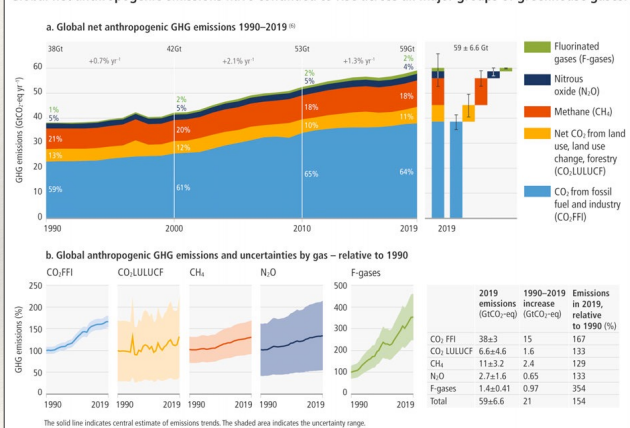 a. Global net anthropogenic GHG emissions 1990–2019 (6)
38Gt 42Gt 53Gt 59Gt 59 ± 6.6 Gt
+0.7% yr⁻¹ +2.1% yr⁻¹ +1.3% yr⁻¹
GHG emissions (GtCO₂-eq yr⁻¹)
60
50
40
30
20
10
0
1% 2% 2% 2%
5% 5% 5% 4%
21% 20% 18% 18%
13% 12% 10% 11%
59% 61% 65% 64%
1990 2000 2010 2019 2019
Fluorinated
gases (F-gases)
Nitrous
oxide (N₂O)
Methane (CH₄)
Net CO₂ from land
use, land use
change, forestry
(CO₂LULUCF)
CO₂ from fossil
fuel and industry
(CO₂FFI)
b. Global anthropogenic GHG emissions and uncertainties by gas – relative to 1990
CO₂FFI CO₂LULUCF CH₄ N₂O F-gases
GHG emissions (%)
250
200
150
100
50
0
500
400
300
200
100
0
1990 2019 1990 2019 1990 2019 1990 2019 1990 2019
2019 1990–2019 Emissions
emissions increase in 2019,
(GtCO₂-eq) (GtCO₂-eq) relative
to 1990 (%)
CO₂ FFI 38±3 15 167
CO₂ LULUCF 6.6±4.6 1.6 133
CH₄ 11±3.2 2.4 129
N₂O 2.7±1.6 0.65 133
F-gases 1.4±0.41 0.97 354
Total 59±6.6 21 154
The solid line indicates central estimate of emissions trends. The shaded area indicates the uncertainty range.